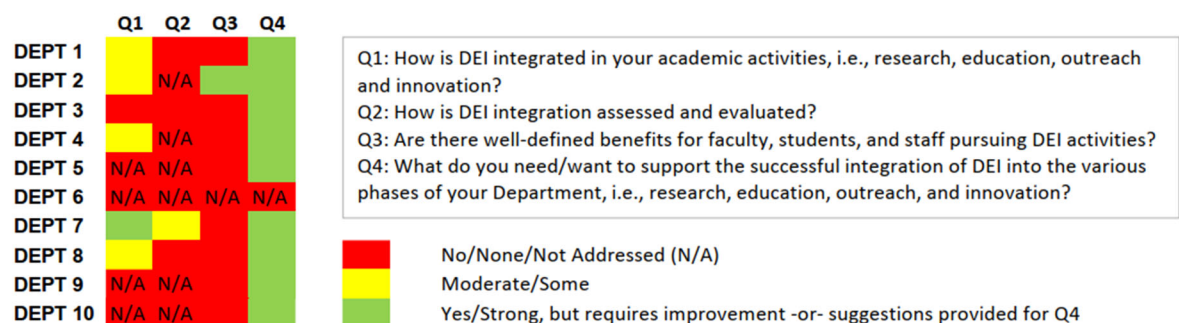 Q1 Q2 Q3 Q4
DEPT 1
DEPT 2 N/A
DEPT 3
DEPT 4 N/A
DEPT 5 N/A N/A
DEPT 6 N/A N/A N/A N/A
DEPT 7
DEPT 8
DEPT 9 N/A N/A
DEPT 10 N/A N/A
Q1: How is DEI integrated in your academic activities, i.e., research, education, outreach
and innovation?
Q2: How is DEI integration assessed and evaluated?
Q3: Are there well-defined benefits for faculty, students, and staff pursuing DEI activities?
Q4: What do you need/want to support the successful integration of DEI into the various
phases of your Department, i.e., research, education, outreach, and innovation?
No/None/Not Addressed (N/A)
Moderate/Some
Yes/Strong, but requires improvement -or- suggestions provided for Q4